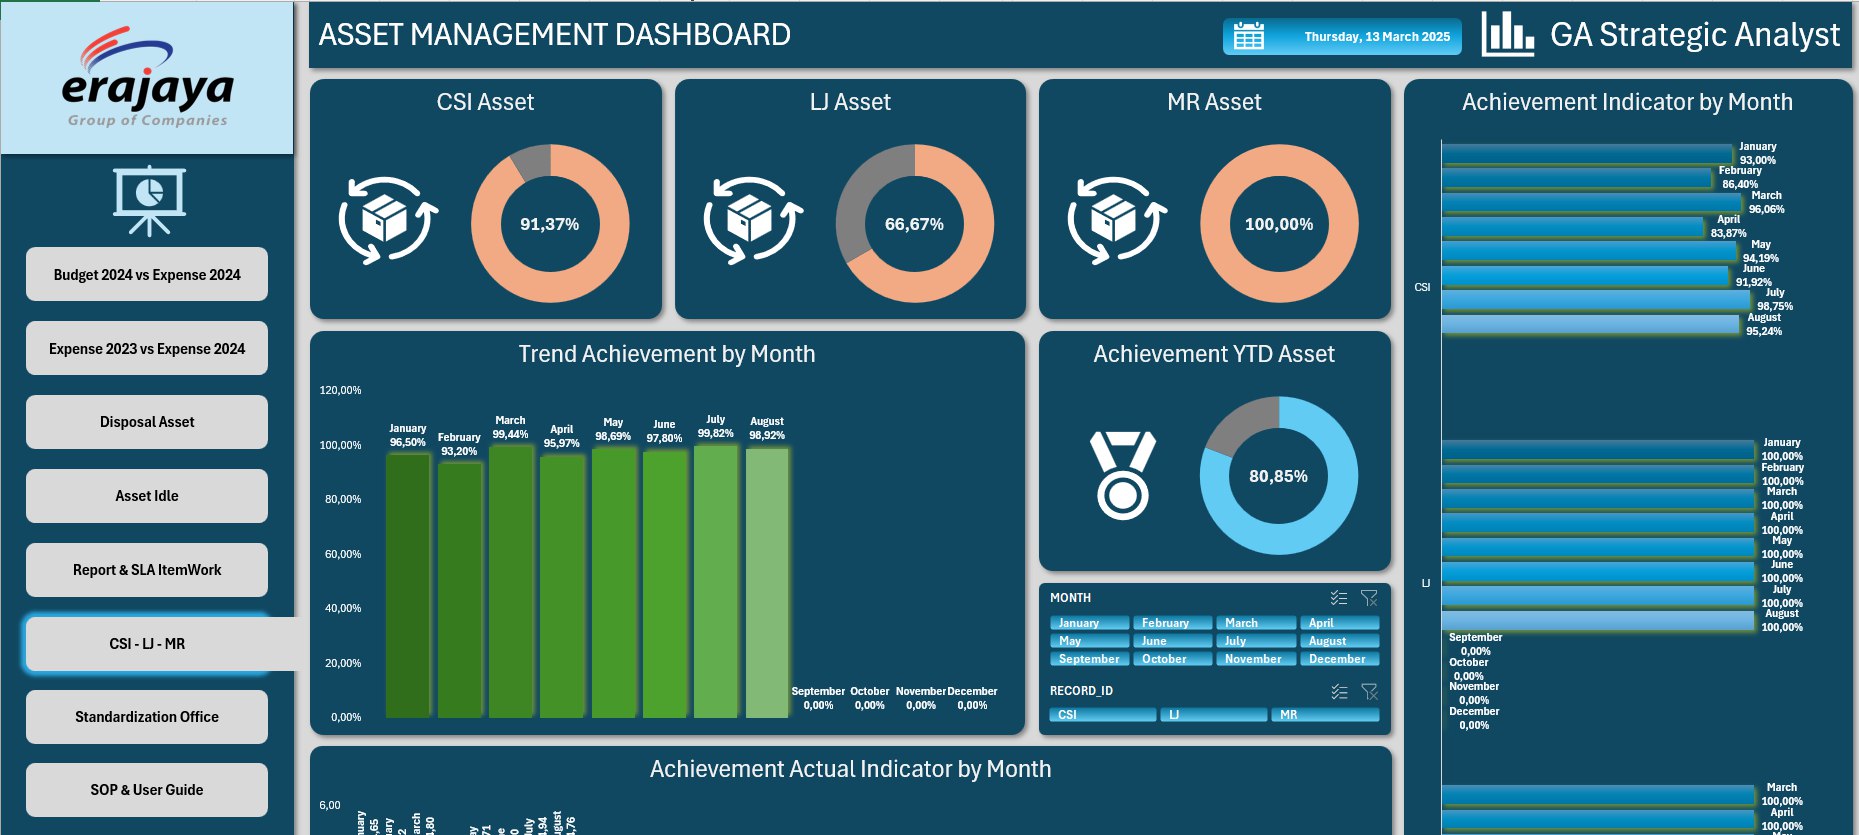 erajaya
Group of Companies
Budget 2024 vs Expense 2024
Expense 2023 vs Expense 2024
Disposal Asset
Asset Idle
Report & SLA ItemWork
CSI - LJ - MR
Standardization Office
SOP & User Guide
ASSET MANAGEMENT DASHBOARD
Thursday, 13 March 2025
GA Strategic Analyst
CSI Asset
91,37%
LJ Asset
66,67%
MR Asset
100,00%
Trend Achievement by Month
120,00%
100,00%
80,00%
60,00%
40,00%
20,00%
0,00%
January
96,50%
February
93,20%
March
99,44%
April
95,97%
May
98,69%
June
97,80%
July
99,82%
August
98,92%
September
0,00%
October
0,00%
November
0,00%
December
0,00%
Achievement YTD Asset
80,85%
MONTH
January February March April
May June July August
September October November December
RECORD_ID
CSI LJ MR
Achievement Actual Indicator by Month
6,00
Achievement Indicator by Month
CSI
January
93,00%
February
86,40%
March
96,06%
April
83,87%
May
94,19%
June
91,92%
July
98,75%
August
95,24%
LJ
January
100,00%
February
100,00%
March
100,00%
April
100,00%
May
100,00%
June
100,00%
July
100,00%
August
100,00%
September
0,00%
October
0,00%
November
0,00%
December
0,00%
March
100,00%
April
100,00%